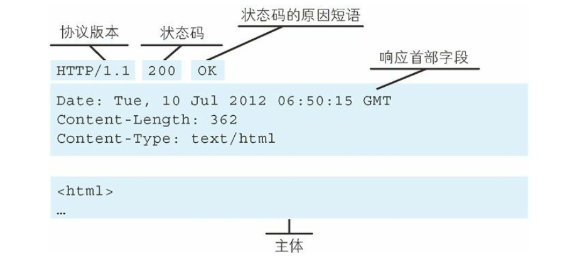 状态码的原因短语
协议版本 状态码
响应首部字段
HTTP/1.1 200 OK
Date: Tue, 10 Jul 2012 06:50:15 GMT
Content-Length: 362
Content-Type: text/html
<html>
…
主体